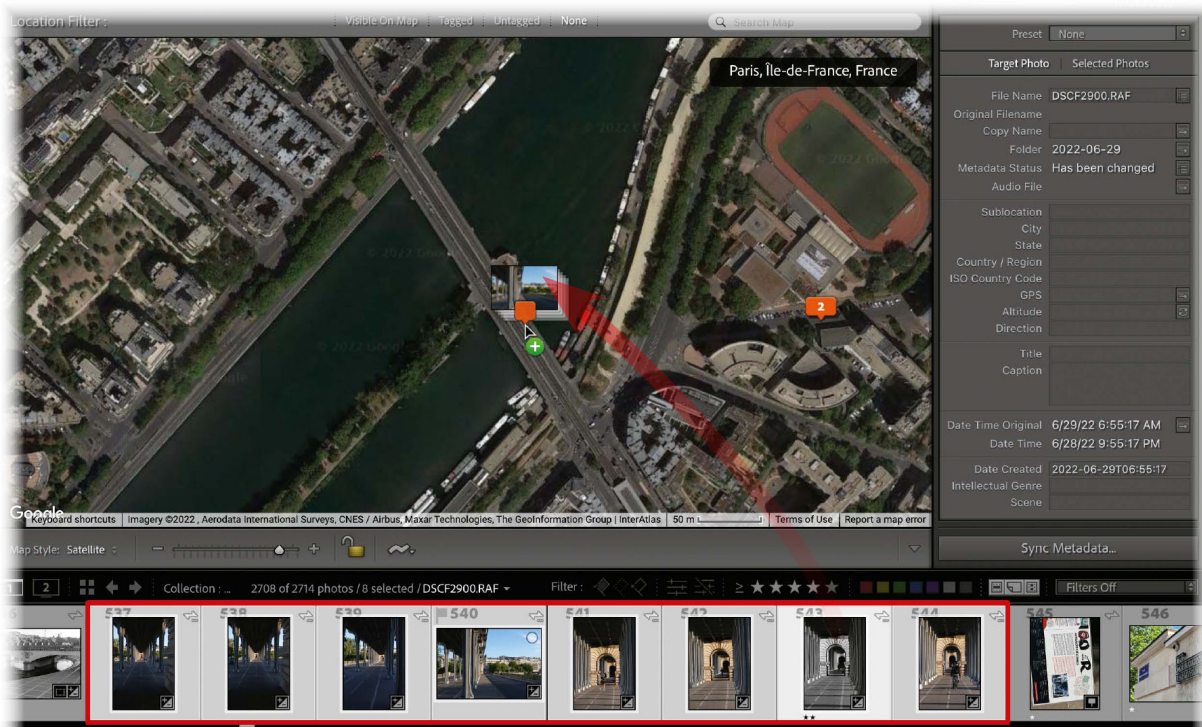 Location Filter :
Visible On Map
Tagged
Untagged
None
Search Map
Paris, Île-de-France, France
© 2022 Google
© 2022 Google
2
Google
Keyboard shortcuts
Imagery ©2022 , Aerodata International Surveys, CNES / Airbus, Maxar Technologies, The GeoInformation Group | InterAtlas
50 m
Terms of Use
Report a map error
Preset None
Target Photo
Selected Photos
File Name DSCF2900.RAF
Original Filename
Copy Name
Folder 2022-06-29
Metadata Status Has been changed
Audio File
Sublocation
City
State
Country / Region
ISO Country Code
GPS
Altitude
Direction
Title
Caption
Date Time Original 6/29/22 6:55:17 AM
Date Time 6/28/22 9:55:17 PM
Date Created 2022-06-29T06:55:17
Intellectual Genre
Scene
Map Style: Satellite
Sync Metadata...
2
Collection : ...
2708 of 2714 photos / 8 selected / DSCF2900.RAF
Filter :
≥ ★★★★★
Filters Off
537
538
539
540
541
542
543
544
545
546